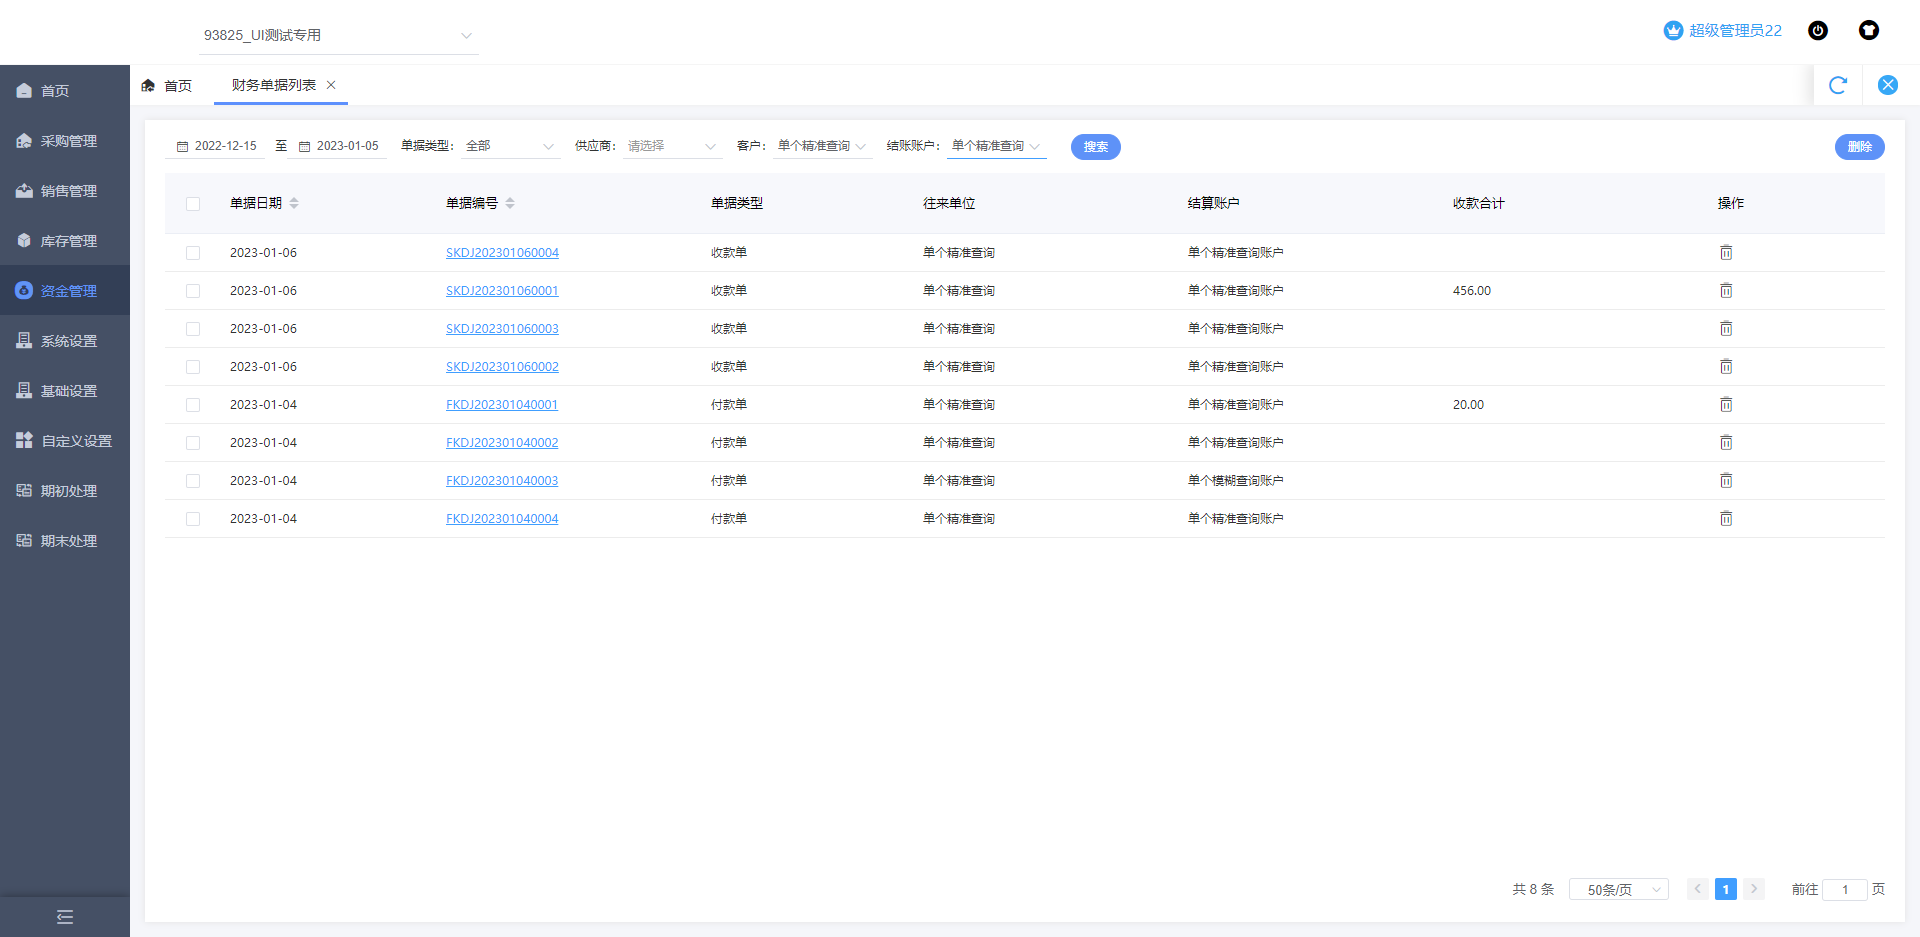 93825_UI测试专用
超级管理员22
首页
采购管理
销售管理
库存管理
资金管理
系统设置
基础设置
自定义设置
期初处理
期末处理
首页
财务单据列表
2022-12-15 至 2023-01-05 单据类型: 全部 供应商: 请选择 客户: 单个精准查询 结账账户: 单个精准查询 搜索 删除
单据日期 单据编号 单据类型 往来单位 结算账户 收款合计 操作
2023-01-06 SKDJ202301060004 收款单 单个精准查询 单个精准查询账户
2023-01-06 SKDJ202301060001 收款单 单个精准查询 单个精准查询账户 456.00
2023-01-06 SKDJ202301060003 收款单 单个精准查询 单个精准查询账户
2023-01-06 SKDJ202301060002 收款单 单个精准查询 单个精准查询账户
2023-01-04 FKDJ202301040001 付款单 单个精准查询 单个精准查询账户 20.00
2023-01-04 FKDJ202301040002 付款单 单个精准查询 单个精准查询账户
2023-01-04 FKDJ202301040003 付款单 单个精准查询 单个模糊查询账户
2023-01-04 FKDJ202301040004 付款单 单个精准查询 单个精准查询账户
共 8 条 50条/页 1 前往 1 页